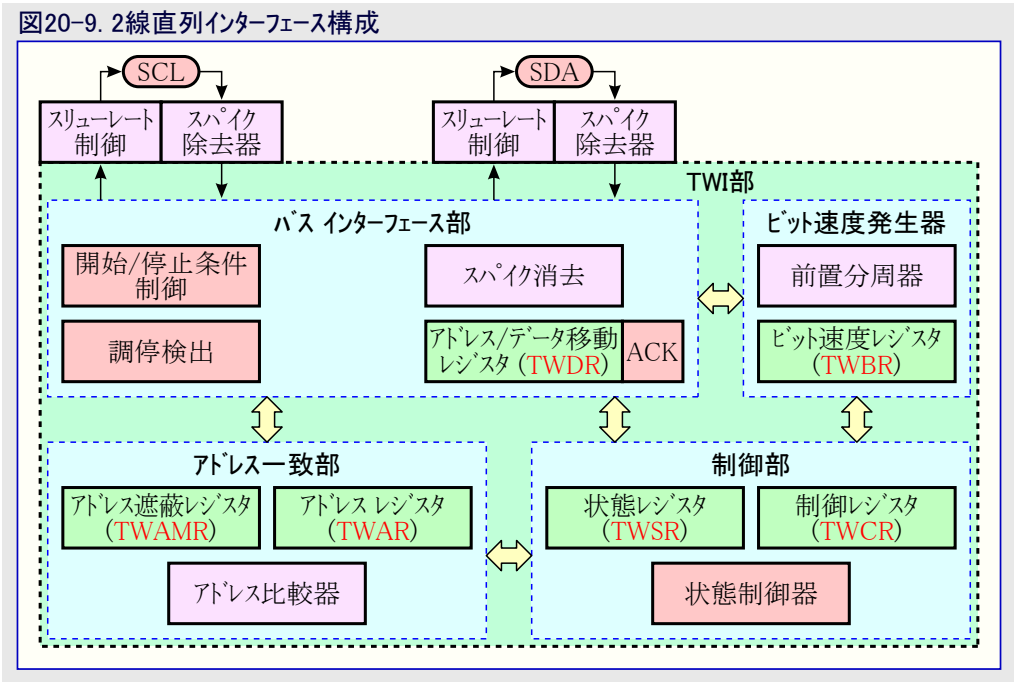 図20-9. 2線直列インターフェース構成
SCL
SDA
スリューレート
制御
スパイク
除去器
スリューレート
制御
スパイク
除去器
TWI部
バス インターフェース部
ビット速度発生器
開始/停止条件
制御
スパイク消去
前置分周器
調停検出
アドレス/データ移動
レジスタ (TWDR)
ACK
ビット速度レジスタ
(TWBR)
アドレス一致部
制御部
アドレス遮蔽レジスタ
(TWAMR)
アドレス レジスタ
(TWAR)
状態レジスタ
(TWSR)
制御レジスタ
(TWCR)
アドレス比較器
状態制御器